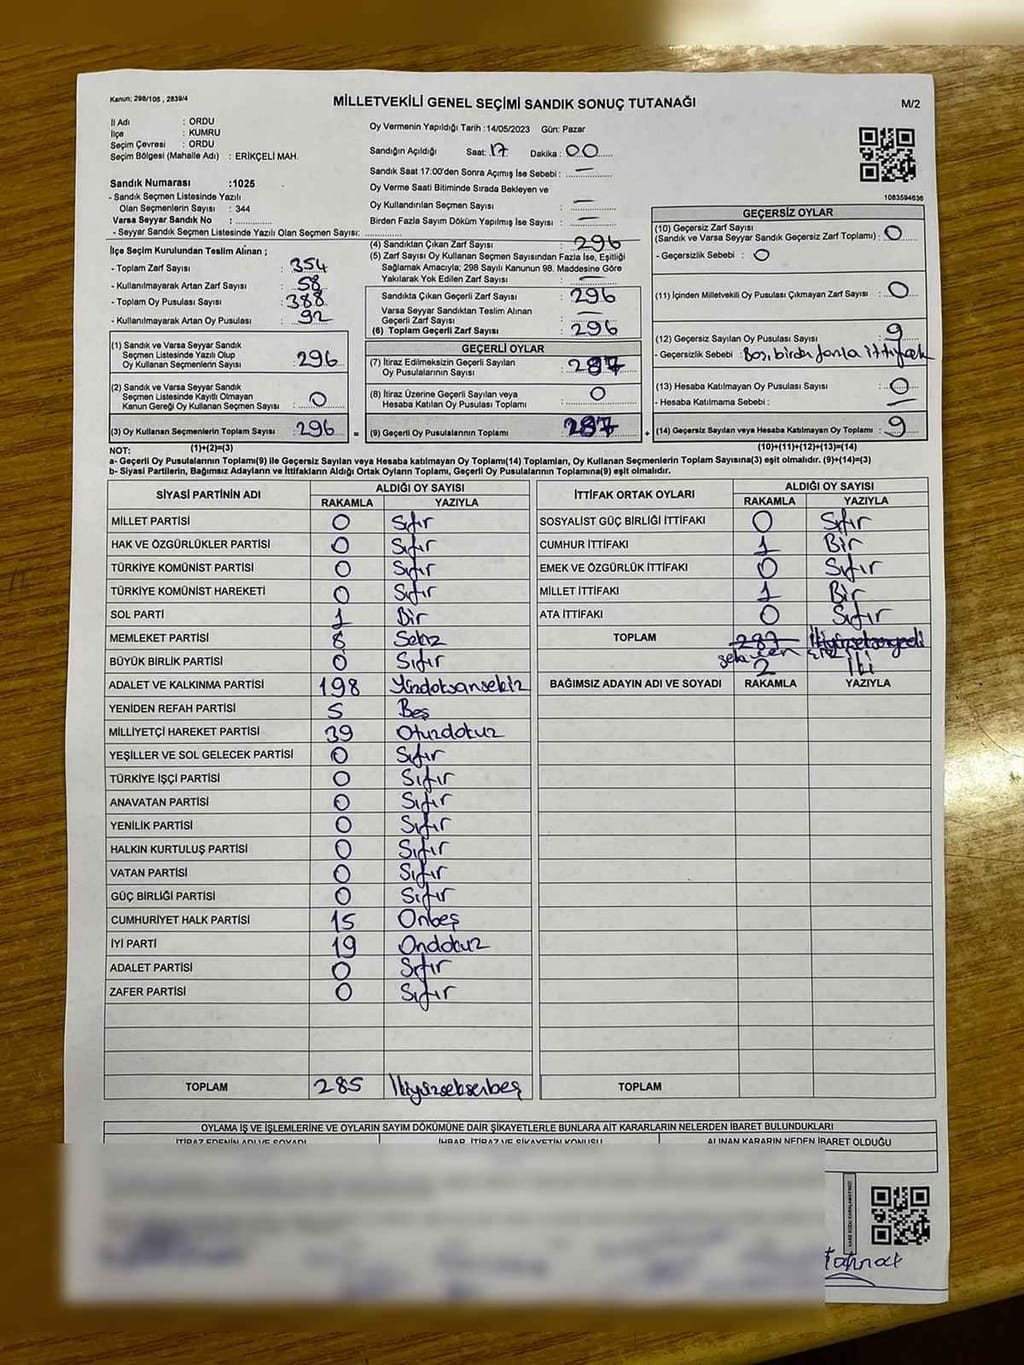 Kanun: 298/105 , 2839/4
MİLLETVEKİLİ GENEL SEÇİMİ SANDIK SONUÇ TUTANAĞI
M/2
İl Adı : ORDU
İlçe : KUMRU
Seçim Çevresi : ORDU
Seçim Bölgesi (Mahalle Adı) : ERİKÇELİ MAH.
Sandık Numarası :1025
- Sandık Seçmen Listesinde Yazılı
Olan Seçmenlerin Sayısı : 344
Varsa Seyyar Sandık No :
- Seyyar Sandık Seçmen Listesinde Yazılı Olan Seçmen Sayısı:
Oy Vermenin Yapıldığı Tarih :14/05/2023 Gün: Pazar
Sandığın Açıldığı Saat: 17 Dakika : 00
Sandık Saat 17:00'den Sonra Açımış İse Sebebi : —
Oy Verme Saati Bitiminde Sırada Bekleyen ve
Oy Kullandırılan Seçmen Sayısı —
Birden Fazla Sayım Döküm Yapılmış İse Sayısı : —
1083594636
İlçe Seçim Kurulundan Teslim Alınan ;
- Toplam Zarf Sayısı : 354
- Kullanılmayarak Artan Zarf Sayısı : 58
- Toplam Oy Pusulası Sayısı : 388
- Kullanılmayarak Artan Oy Pusulası : 92
(1) Sandık ve Varsa Seyyar Sandık
Seçmen Listesinde Yazılı Olup
Oy Kullanan Seçmenlerin Sayısı : 296
(2) Sandık ve Varsa Seyyar Sandık
Seçmen Listesinde Kayıtlı Olmayan
Kanun Gereği Oy Kullanan Seçmen Sayısı : 0
(3) Oy Kullanan Seçmenlerin Toplam Sayısı : 296
(4) Sandıktan Çıkan Zarf Sayısı : 296
(5) Zarf Sayısı Oy Kullanan Seçmen Sayısından Fazla İse, Eşitliği
Sağlamak Amacıyla; 298 Sayılı Kanunun 98. Maddesine Göre
Yakılarak Yok Edilen Zarf Sayısı : —
Sandıkta Çıkan Geçerli Zarf Sayısı : 296
Varsa Seyyar Sandıktan Teslim Alınan
Geçerli Zarf Sayısı : —
(6) Toplam Geçerli Zarf Sayısı : 296
GEÇERLİ OYLAR
(7) İtiraz Edilmeksizin Geçerli Sayılan
Oy Pusulalarının Sayısı : 287
(8) İtiraz Üzerine Geçerli Sayılan veya
Hesaba Katılan Oy Pusulası Toplamı : 0
= (9) Geçerli Oy Pusulalarının Toplamı : 287 +
GEÇERSİZ OYLAR
(10) Geçersiz Zarf Sayısı
(Sandık ve Varsa Seyyar Sandık Geçersiz Zarf Toplamı) : 0
- Geçersizlik Sebebi : 0
(11) İçinden Milletvekili Oy Pusulası Çıkmayan Zarf Sayısı : 0
(12) Geçersiz Sayılan Oy Pusulası Sayısı : 9
- Geçersizlik Sebebi : Boş, birden fazla ittifak
(13) Hesaba Katılmayan Oy Pusulası Sayısı : 0
- Hesaba Katılmama Sebebi : —
(14) Geçersiz Sayılan veya Hesaba Katılmayan Oy Toplamı : 9
NOT: (1)+(2)=(3) (10)+(11)+(12)+(13)=(14)
a- Geçerli Oy Pusulalarının Toplamı(9) ile Geçersiz Sayılan veya Hesaba katılmayan Oy Toplamı(14) Toplamları, Oy Kullanan Seçmenlerin Toplam Sayısına(3) eşit olmalıdır. (9)+(14)=(3)
b- Siyasi Partilerin, Bağımsız Adayların ve İttifakların Aldığı Ortak Oyların Toplamı, Geçerli Oy Pusulalarının Toplamına(9) eşit olmalıdır.
SİYASİ PARTİNİN ADI ALDIĞI OY SAYISI
RAKAMLA YAZIYLA
MİLLET PARTİSİ 0 Sıfır
HAK VE ÖZGÜRLÜKLER PARTİSİ 0 Sıfır
TÜRKİYE KOMÜNİST PARTİSİ 0 Sıfır
TÜRKİYE KOMÜNİST HAREKETİ 0 Sıfır
SOL PARTİ 1 Bir
MEMLEKET PARTİSİ 8 Sekiz
BÜYÜK BİRLİK PARTİSİ 0 Sıfır
ADALET VE KALKINMA PARTİSİ 198 Yüzdoksansekiz
YENİDEN REFAH PARTİSİ 5 Beş
MİLLİYETÇİ HAREKET PARTİSİ 39 Otuzdokuz
YEŞİLLER VE SOL GELECEK PARTİSİ 0 Sıfır
TÜRKİYE İŞÇİ PARTİSİ 0 Sıfır
ANAVATAN PARTİSİ 0 Sıfır
YENİLİK PARTİSİ 0 Sıfır
HALKIN KURTULUŞ PARTİSİ 0 Sıfır
VATAN PARTİSİ 0 Sıfır
GÜÇ BİRLİĞİ PARTİSİ 0 Sıfır
CUMHURİYET HALK PARTİSİ 15 Onbeş
İYİ PARTİ 19 Ondokuz
ADALET PARTİSİ 0 Sıfır
ZAFER PARTİSİ 0 Sıfır
TOPLAM 285 İkiyüzseksenbeş
İTTİFAK ORTAK OYLARI ALDIĞI OY SAYISI
RAKAMLA YAZIYLA
SOSYALİST GÜÇ BİRLİĞİ İTTİFAKI 0 Sıfır
CUMHUR İTTİFAKI 1 Bir
EMEK VE ÖZGÜRLÜK İTTİFAKI 0 Sıfır
MİLLET İTTİFAKI 1 Bir
ATA İTTİFAKI 0 Sıfır
TOPLAM 287 İkiyüzseksenyedi
2 İki
BAĞIMSIZ ADAYIN ADI VE SOYADI RAKAMLA YAZIYLA
TOPLAM
OYLAMA İŞ VE İŞLEMLERİNE VE OYLARIN SAYIM DÖKÜMÜNE DAİR ŞİKAYETLERLE BUNLARA AİT KARARLARIN NELERDEN İBARET BULUNDUKLARI
İTİRAZ EDENİN ADI VE SOYADI İHBAR, İTİRAZ VE ŞİKAYETİN KONUSU ALINAN KARARIN NEDEN İBARET OLDUĞU
KARE KODU KARALAMAYINIZ!